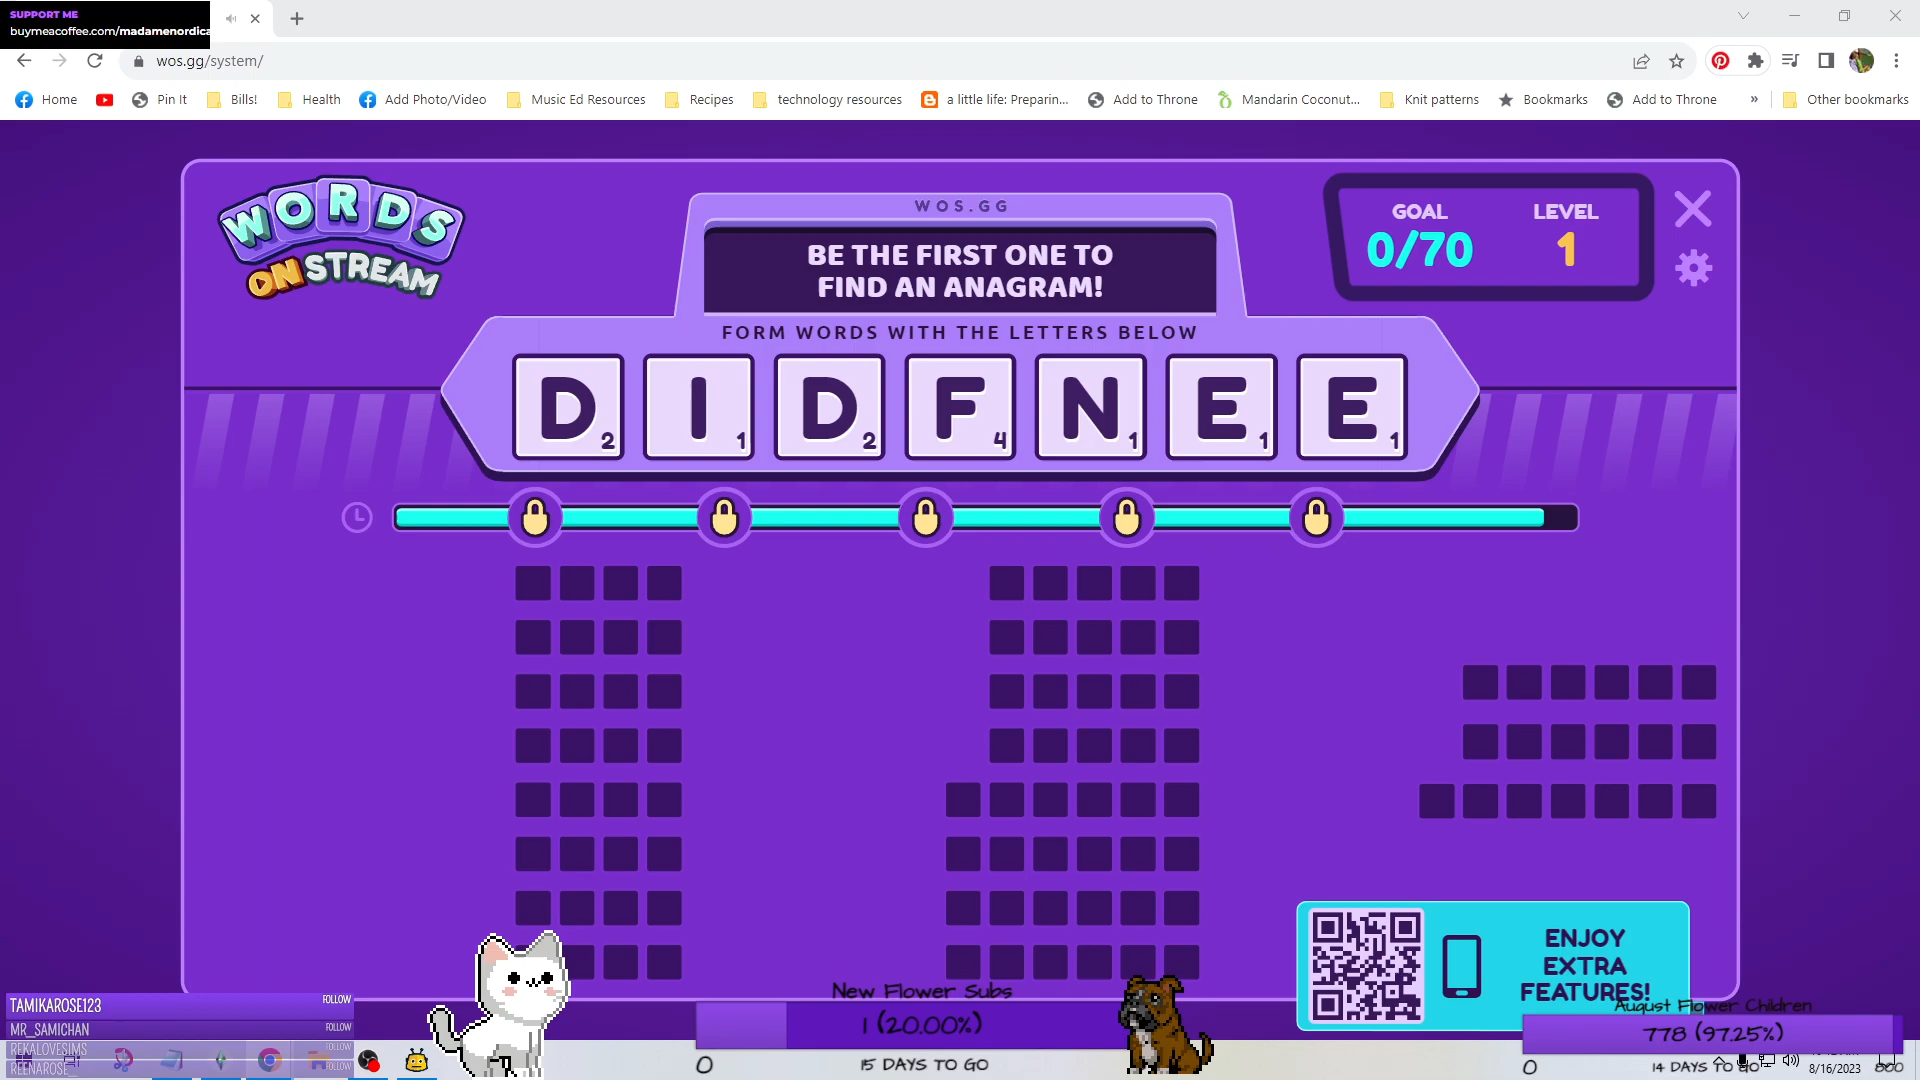 SUPPORT ME
buymeacoffee.com/madamenordica
wos.gg/system/
Home
Pin It
Bills!
Health
Add Photo/Video
Music Ed Resources
Recipes
technology resources
a little life: Preparin...
Add to Throne
Mandarin Coconut...
Knit patterns
Bookmarks
Add to Throne
»
Other bookmarks
WORDS
ON STREAM
WOS.GG
BE THE FIRST ONE TO
FIND AN ANAGRAM!
GOAL
0/70
LEVEL
1
FORM WORDS WITH THE LETTERS BELOW
D 2 I 1 D 2 F 4 N 1 E 1 E 1
ENJOY
EXTRA
FEATURES!
TAMIKAROSE123 FOLLOW
MR_SAMICHAN FOLLOW
REKALOVESIMS FOLLOW
REENAROSE_ FOLLOW
New Flower Subs
1 (20.00%)
0
15 DAYS TO GO
August Flower Children
778 (97.25%)
0
14 DAYS TO GO
800
8/16/2023